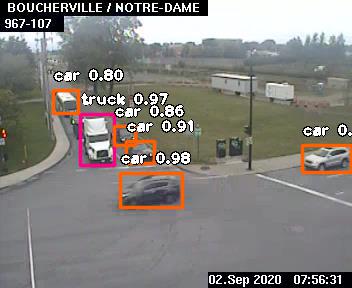 BOUCHERVILLE / NOTRE-DAME
967-107
car 0.80
truck 0.97
car 0.86
car 0.91
car 0.
car 0.98
02.Sep 2020 07:56:31